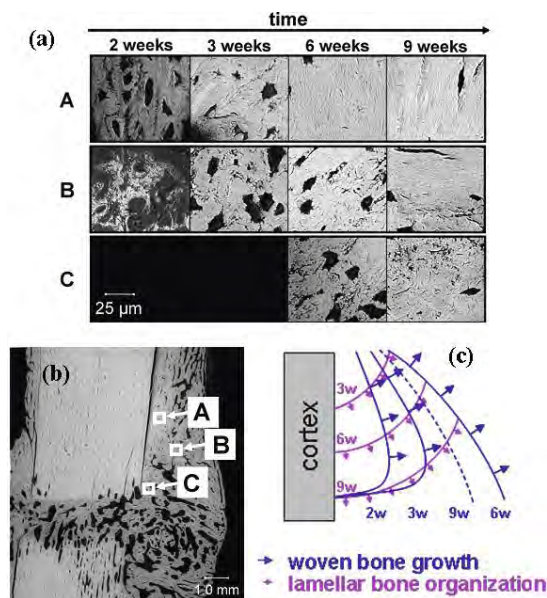 time
(a)
2 weeks 3 weeks 6 weeks 9 weeks
A
B
C
25 µm
(b)
A
B
C
1.0 mm
(c)
cortex
3w
6w
9w
2w 3w 9w 6w
woven bone growth
lamellar bone organization